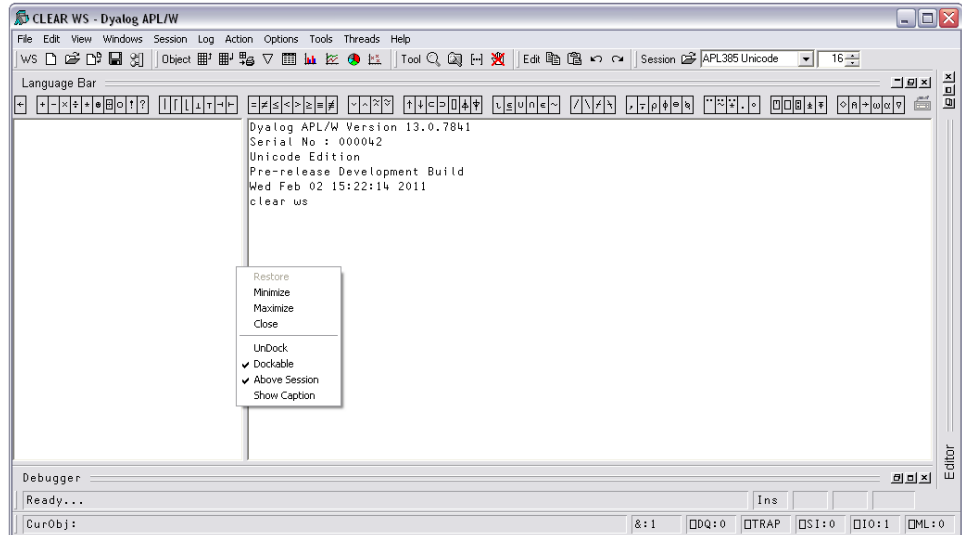 CLEAR WS - Dyalog APL/W
File Edit View Windows Session Log Action Options Tools Threads Help
WS Object Tool Edit Session APL385 Unicode 16
Language Bar
Dyalog APL/W Version 13.0.7841
Serial No : 000042
Unicode Edition
Pre-release Development Build
Wed Feb 02 15:22:14 2011
clear ws
Restore
Minimize
Maximize
Close
UnDock
Dockable
Above Session
Show Caption
Editor
Debugger
Ready...
Ins
CurObj:
&:1 ⎕DQ:0 ⎕TRAP ⎕SI:0 ⎕IO:1 ⎕ML:0